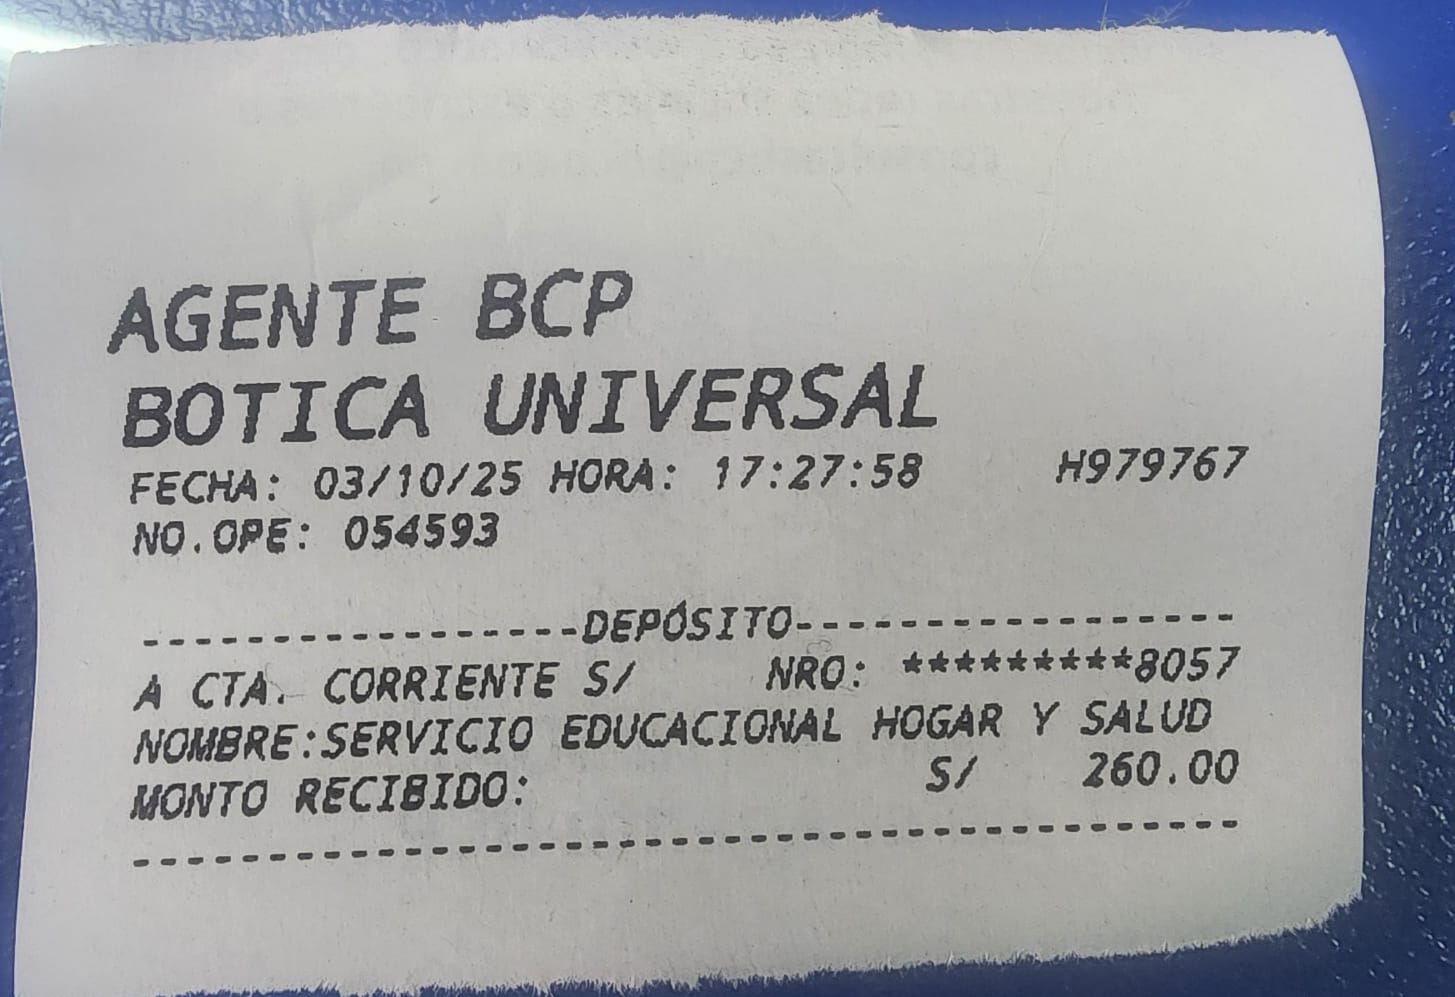 AGENTE BCP
BOTICA UNIVERSAL
FECHA: 03/10/25 HORA: 17:27:58 H979767
NO.OPE: 054593
-----------------DEPÓSITO-----------------
A CTA. CORRIENTE S/ NRO: *********8057
NOMBRE:SERVICIO EDUCACIONAL HOGAR Y SALUD
MONTO RECIBIDO: S/ 260.00
------------------------------------------